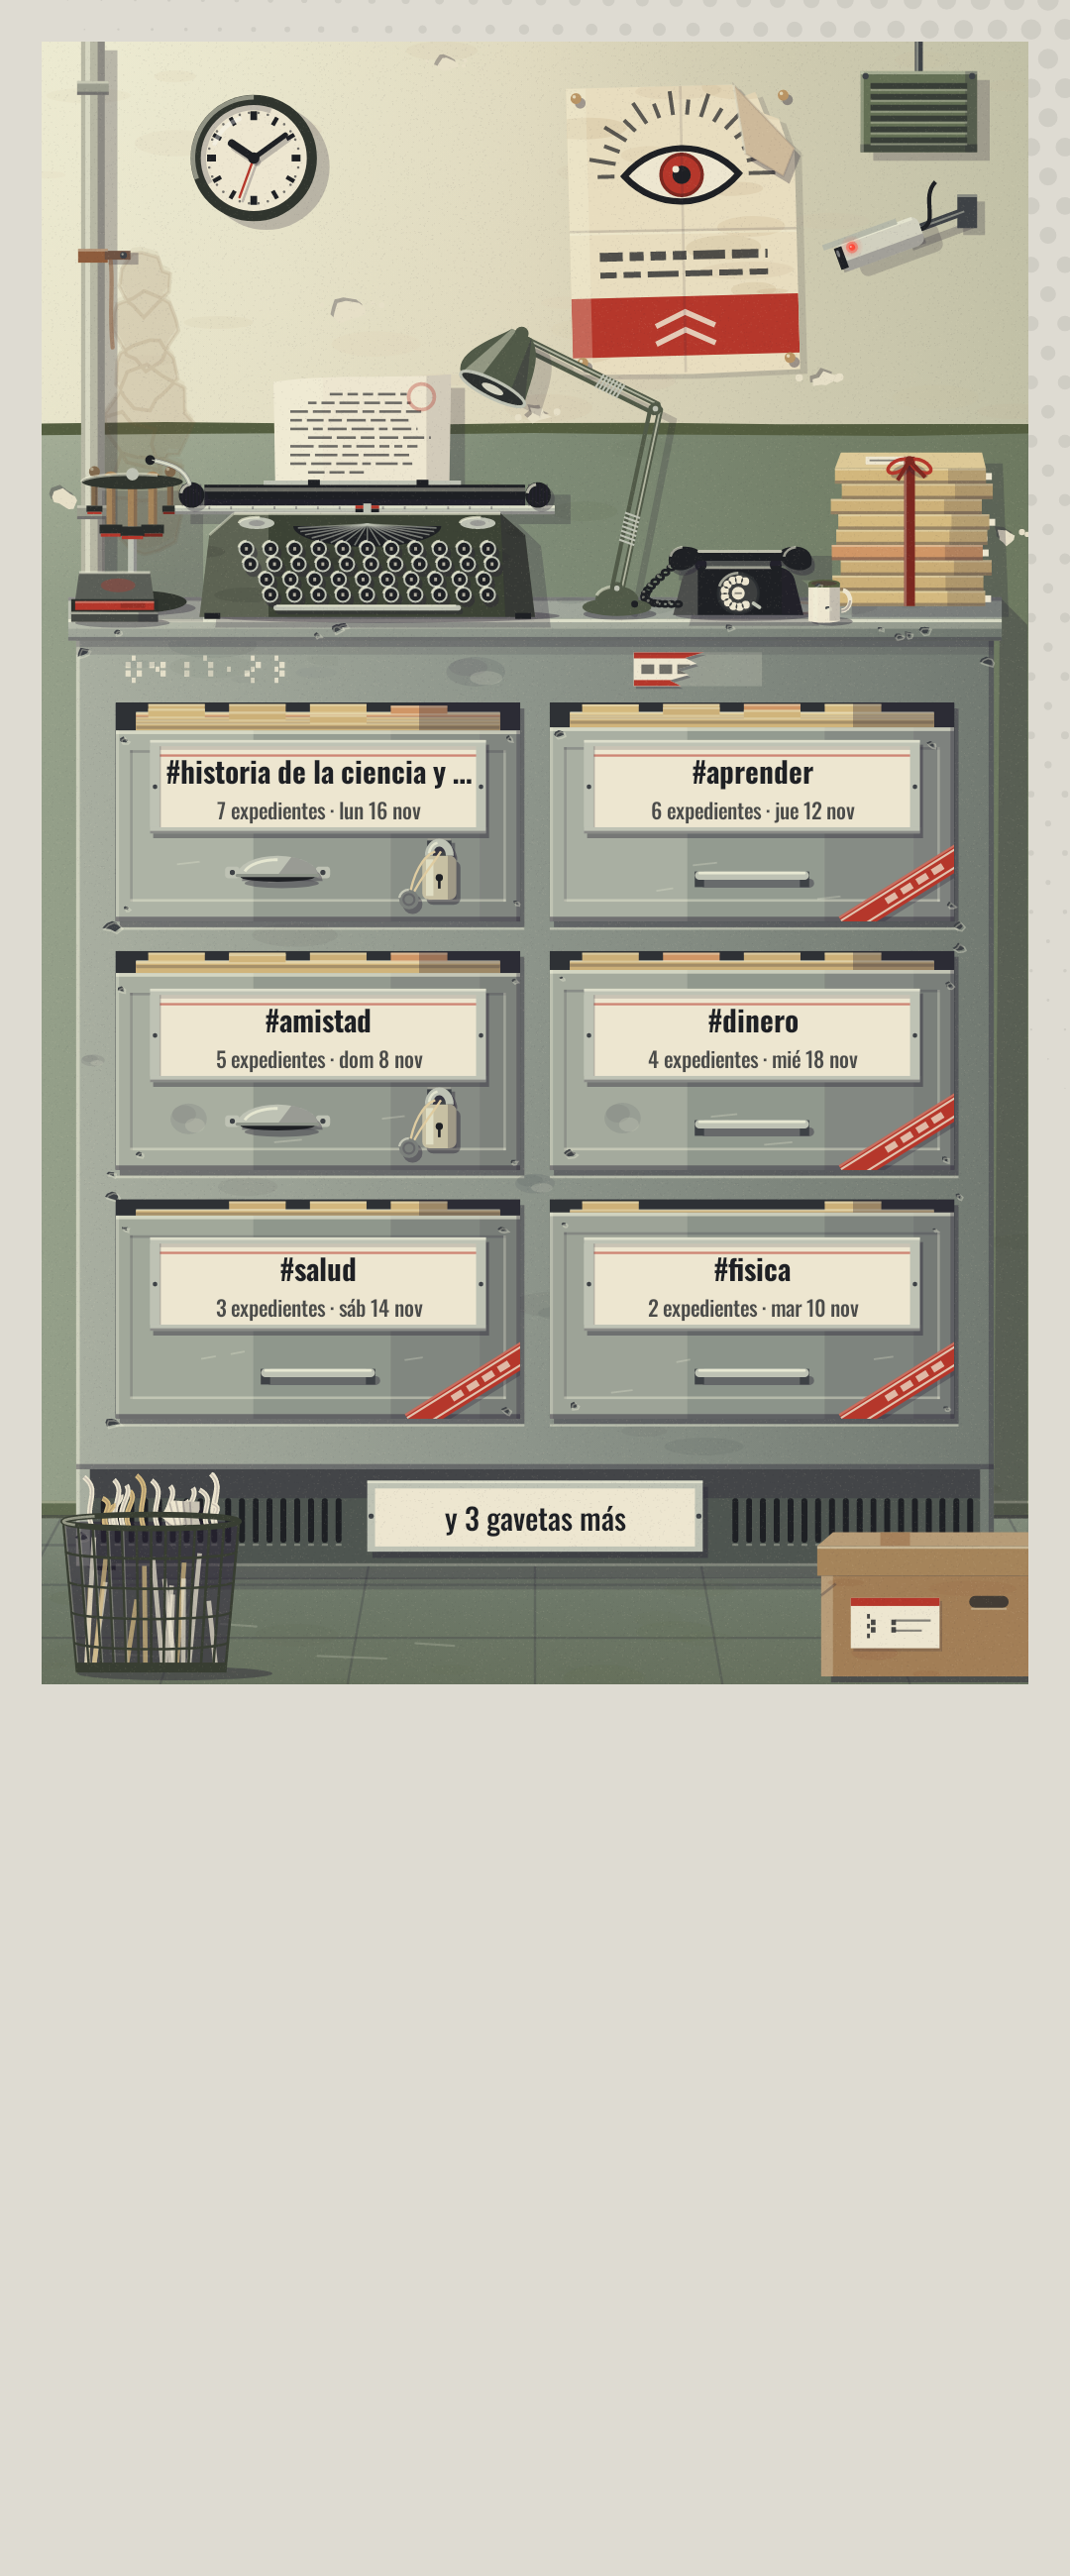 #historia de la ciencia y ...
7 expedientes · lun 16 nov
#aprender
6 expedientes · jue 12 nov
#amistad
5 expedientes · dom 8 nov
#dinero
4 expedientes · mié 18 nov
#salud
3 expedientes · sáb 14 nov
#fisica
2 expedientes · mar 10 nov
y 3 gavetas más